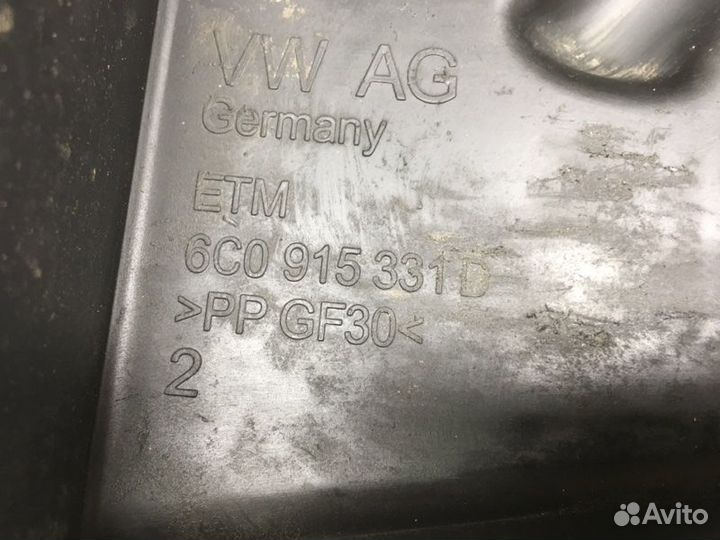 VW AG
Germany
ETM
6C0 915 331 D
>PP GF30<
2
Avito